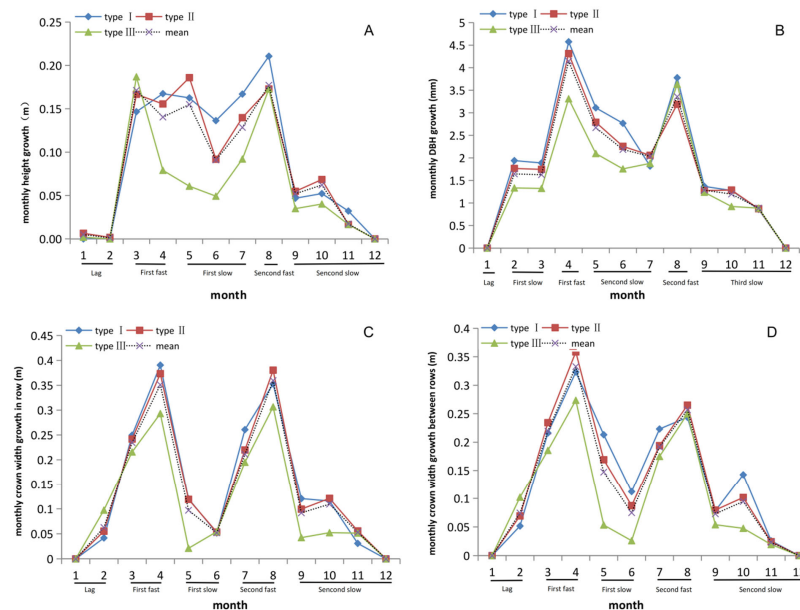 type Ⅰ type Ⅱ
type Ⅲ mean
A
0.25
0.20
0.15
0.10
0.05
0.00
monthly height growth（m）
1 2 3 4 5 6 7 8 9 10 11 12
Lag First fast First slow Sencond fast Sencond slow
month
type Ⅰ type Ⅱ
type Ⅲ mean
B
5
4.5
4
3.5
3
2.5
2
1.5
1
0.5
0
monnthly DBH growth (mm)
1 2 3 4 5 6 7 8 9 10 11 12
Lag First slow First fast Sencond slow Second fast Third slow
month
type Ⅰ type Ⅱ
type Ⅲ mean
C
0.45
0.4
0.35
0.3
0.25
0.2
0.15
0.1
0.05
0
monthly crown width growth in row (m)
1 2 3 4 5 6 7 8 9 10 11 12
Lag First fast First slow Second fast Second slow
month
type Ⅰ type Ⅱ
type Ⅲ mean
D
0.4
0.35
0.3
0.25
0.2
0.15
0.1
0.05
0
monthly crown width growth between rows (m)
1 2 3 4 5 6 7 8 9 10 11
Lag First fast First slow Second fast Second slow
month